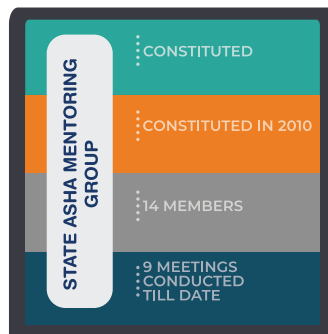 STATE ASHA MENTORING
GROUP
CONSTITUTED
CONSTITUTED IN 2010
14 MEMBERS
9 MEETINGS
CONDUCTED
TILL DATE